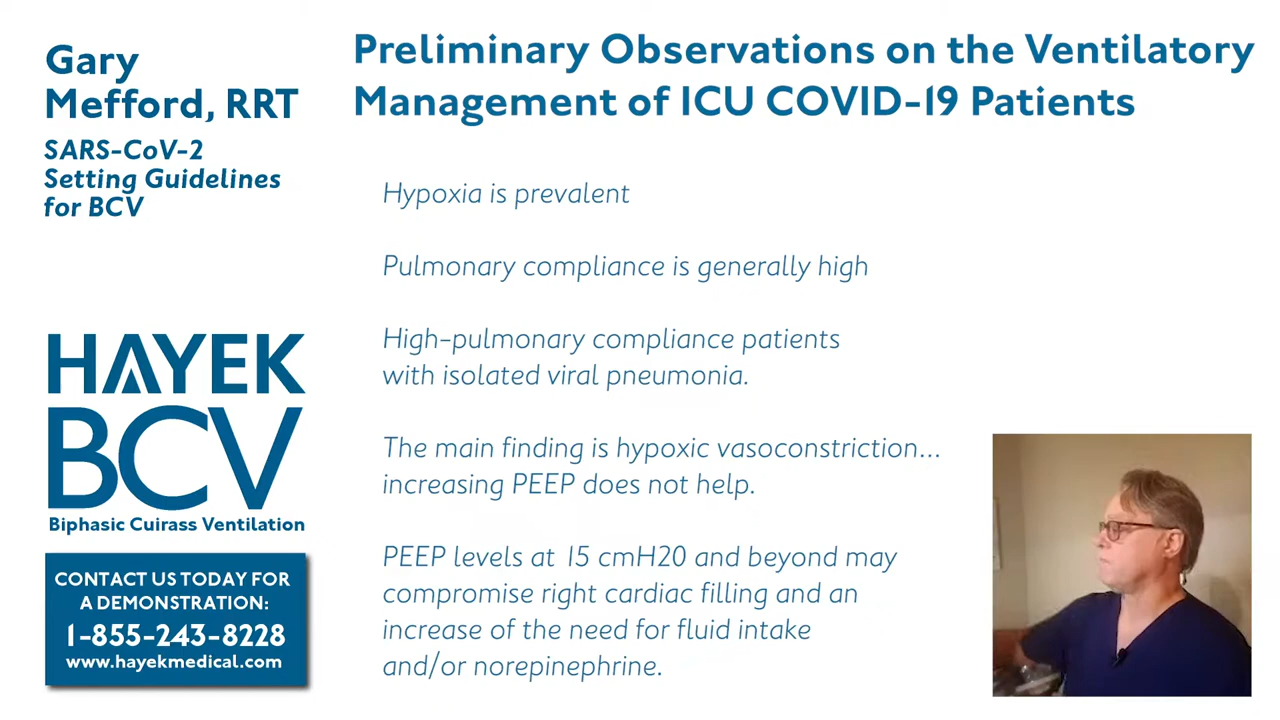 Gary
Mefford, RRT
SARS-CoV-2
Setting Guidelines
for BCV
HAYEK
BCV
Biphasic Cuirass Ventilation
CONTACT US TODAY FOR
A DEMONSTRATION:
1-855-243-8228
www.hayekmedical.com
Preliminary Observations on the Ventilatory
Management of ICU COVID-19 Patients
Hypoxia is prevalent
Pulmonary compliance is generally high
High-pulmonary compliance patients
with isolated viral pneumonia.
The main finding is hypoxic vasoconstriction...
increasing PEEP does not help.
PEEP levels at 15 cmH20 and beyond may
compromise right cardiac filling and an
increase of the need for fluid intake
and/or norepinephrine.